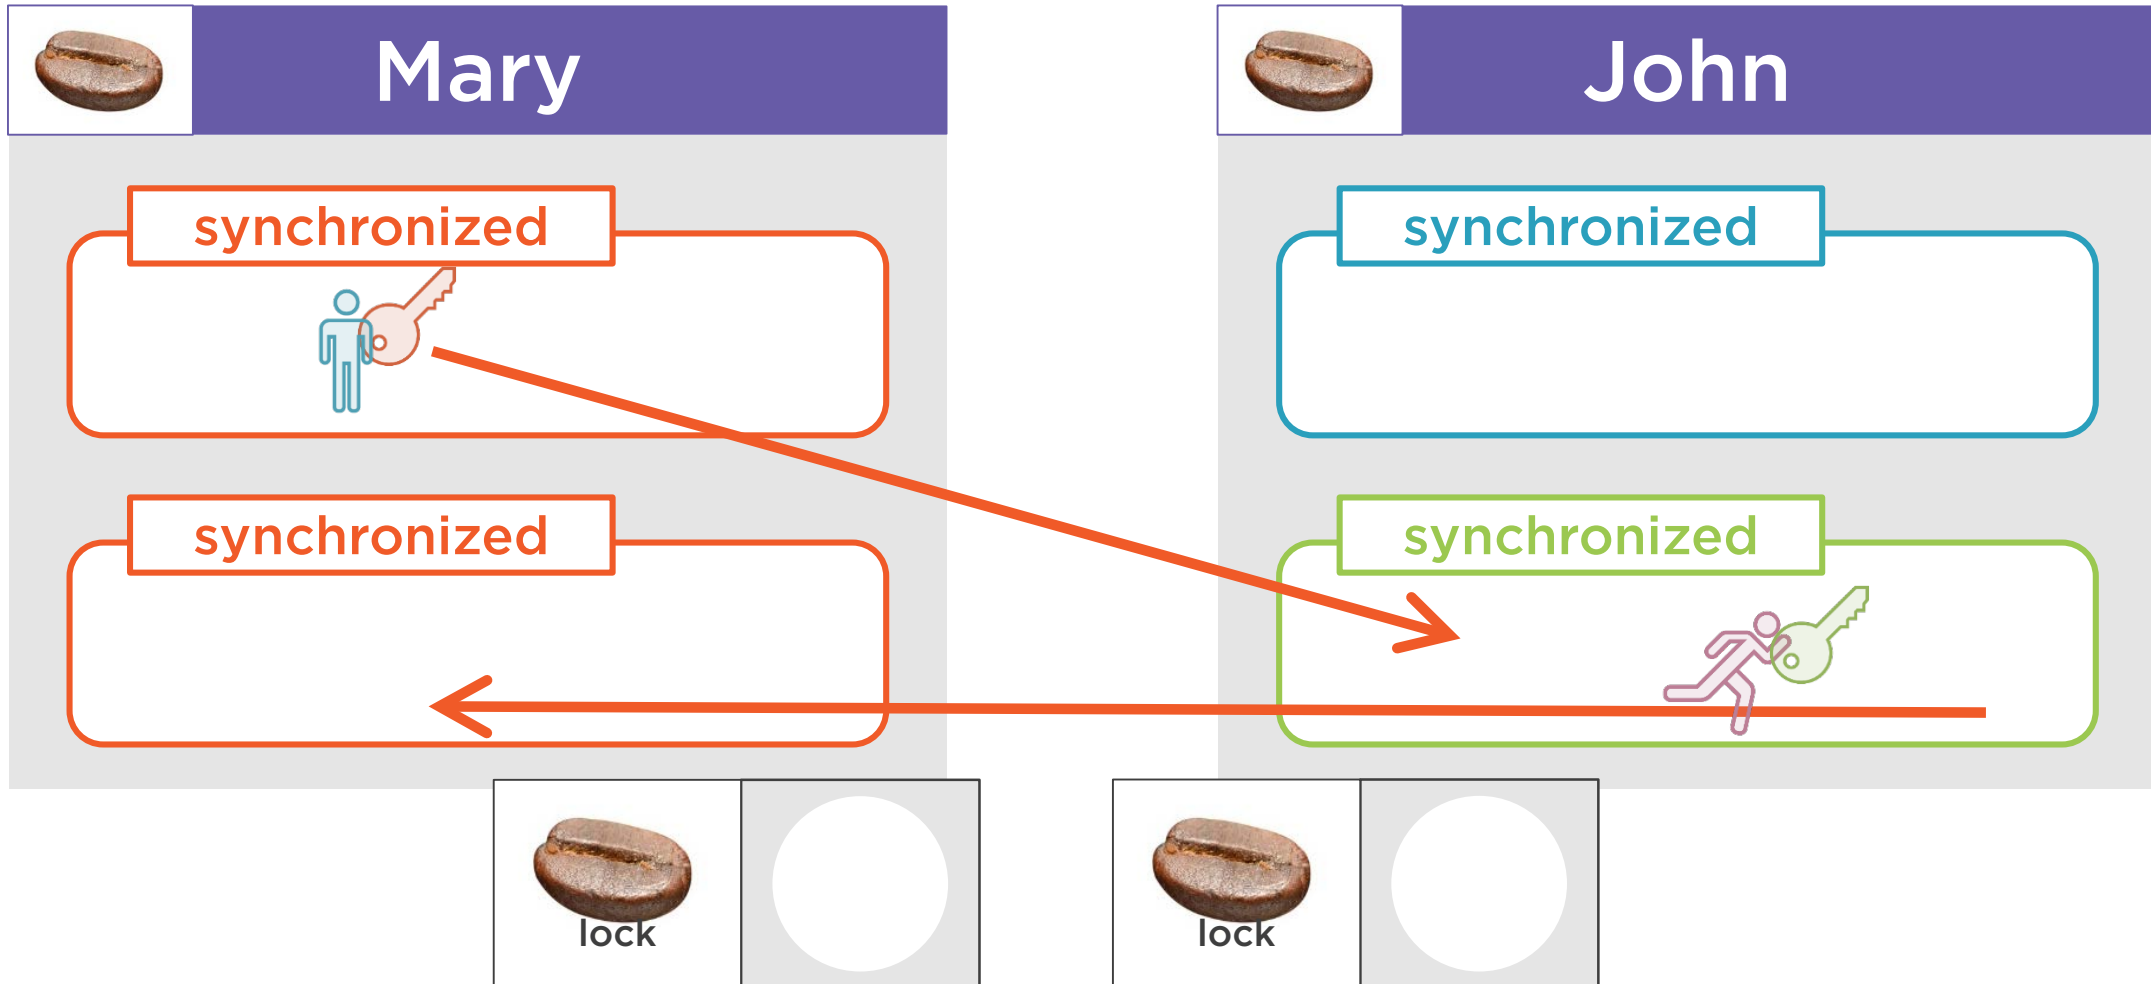 Mary
John
synchronized
synchronized
synchronized
synchronized
lock
lock